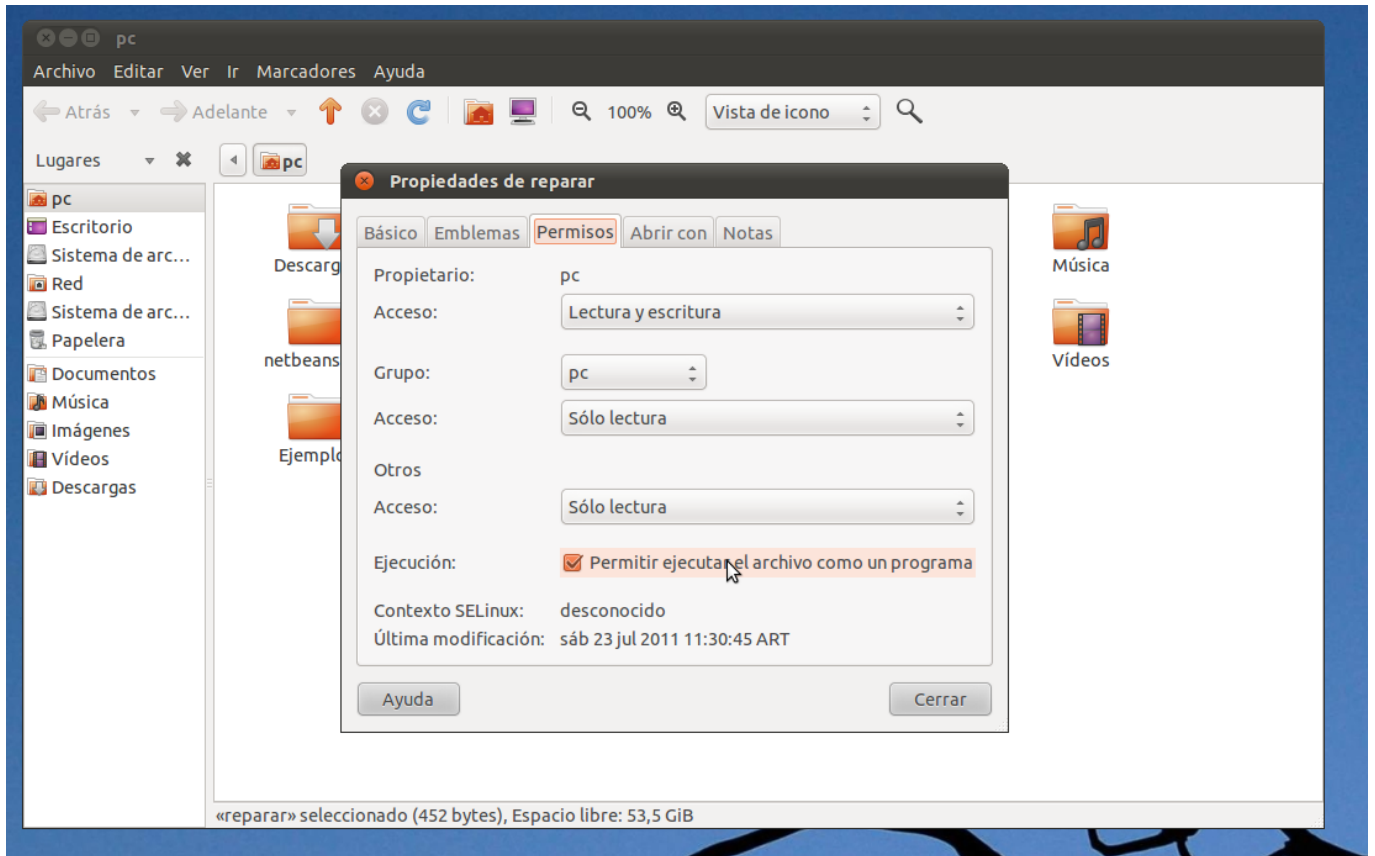 pc
Archivo Editar Ver Ir Marcadores Ayuda
Atrás Adelante 100% Vista de icono
Lugares
pc
pc
Escritorio
Sistema de arc...
Red
Sistema de arc...
Papelera
Documentos
Música
Imágenes
Vídeos
Descargas
Descarg
netbeans
Ejemplo
Música
Vídeos
Propiedades de reparar
Básico Emblemas Permisos Abrir con Notas
Propietario: pc
Acceso: Lectura y escritura
Grupo: pc
Acceso: Sólo lectura
Otros
Acceso: Sólo lectura
Ejecución: Permitir ejecutar el archivo como un programa
Contexto SELinux: desconocido
Última modificación: sáb 23 jul 2011 11:30:45 ART
Ayuda Cerrar
«reparar» seleccionado (452 bytes), Espacio libre: 53,5 GiB